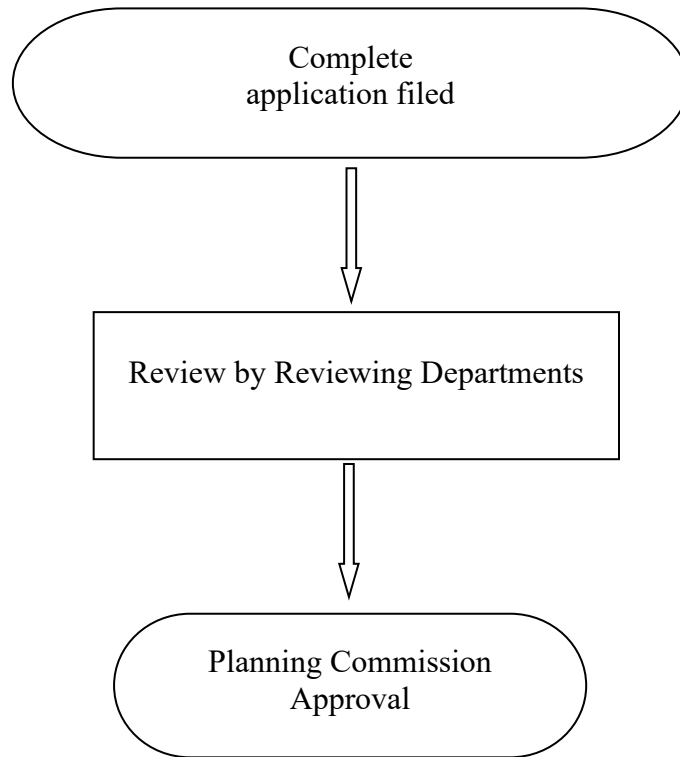 Complete
application filed
Review by Reviewing Departments
Planning Commission
Approval